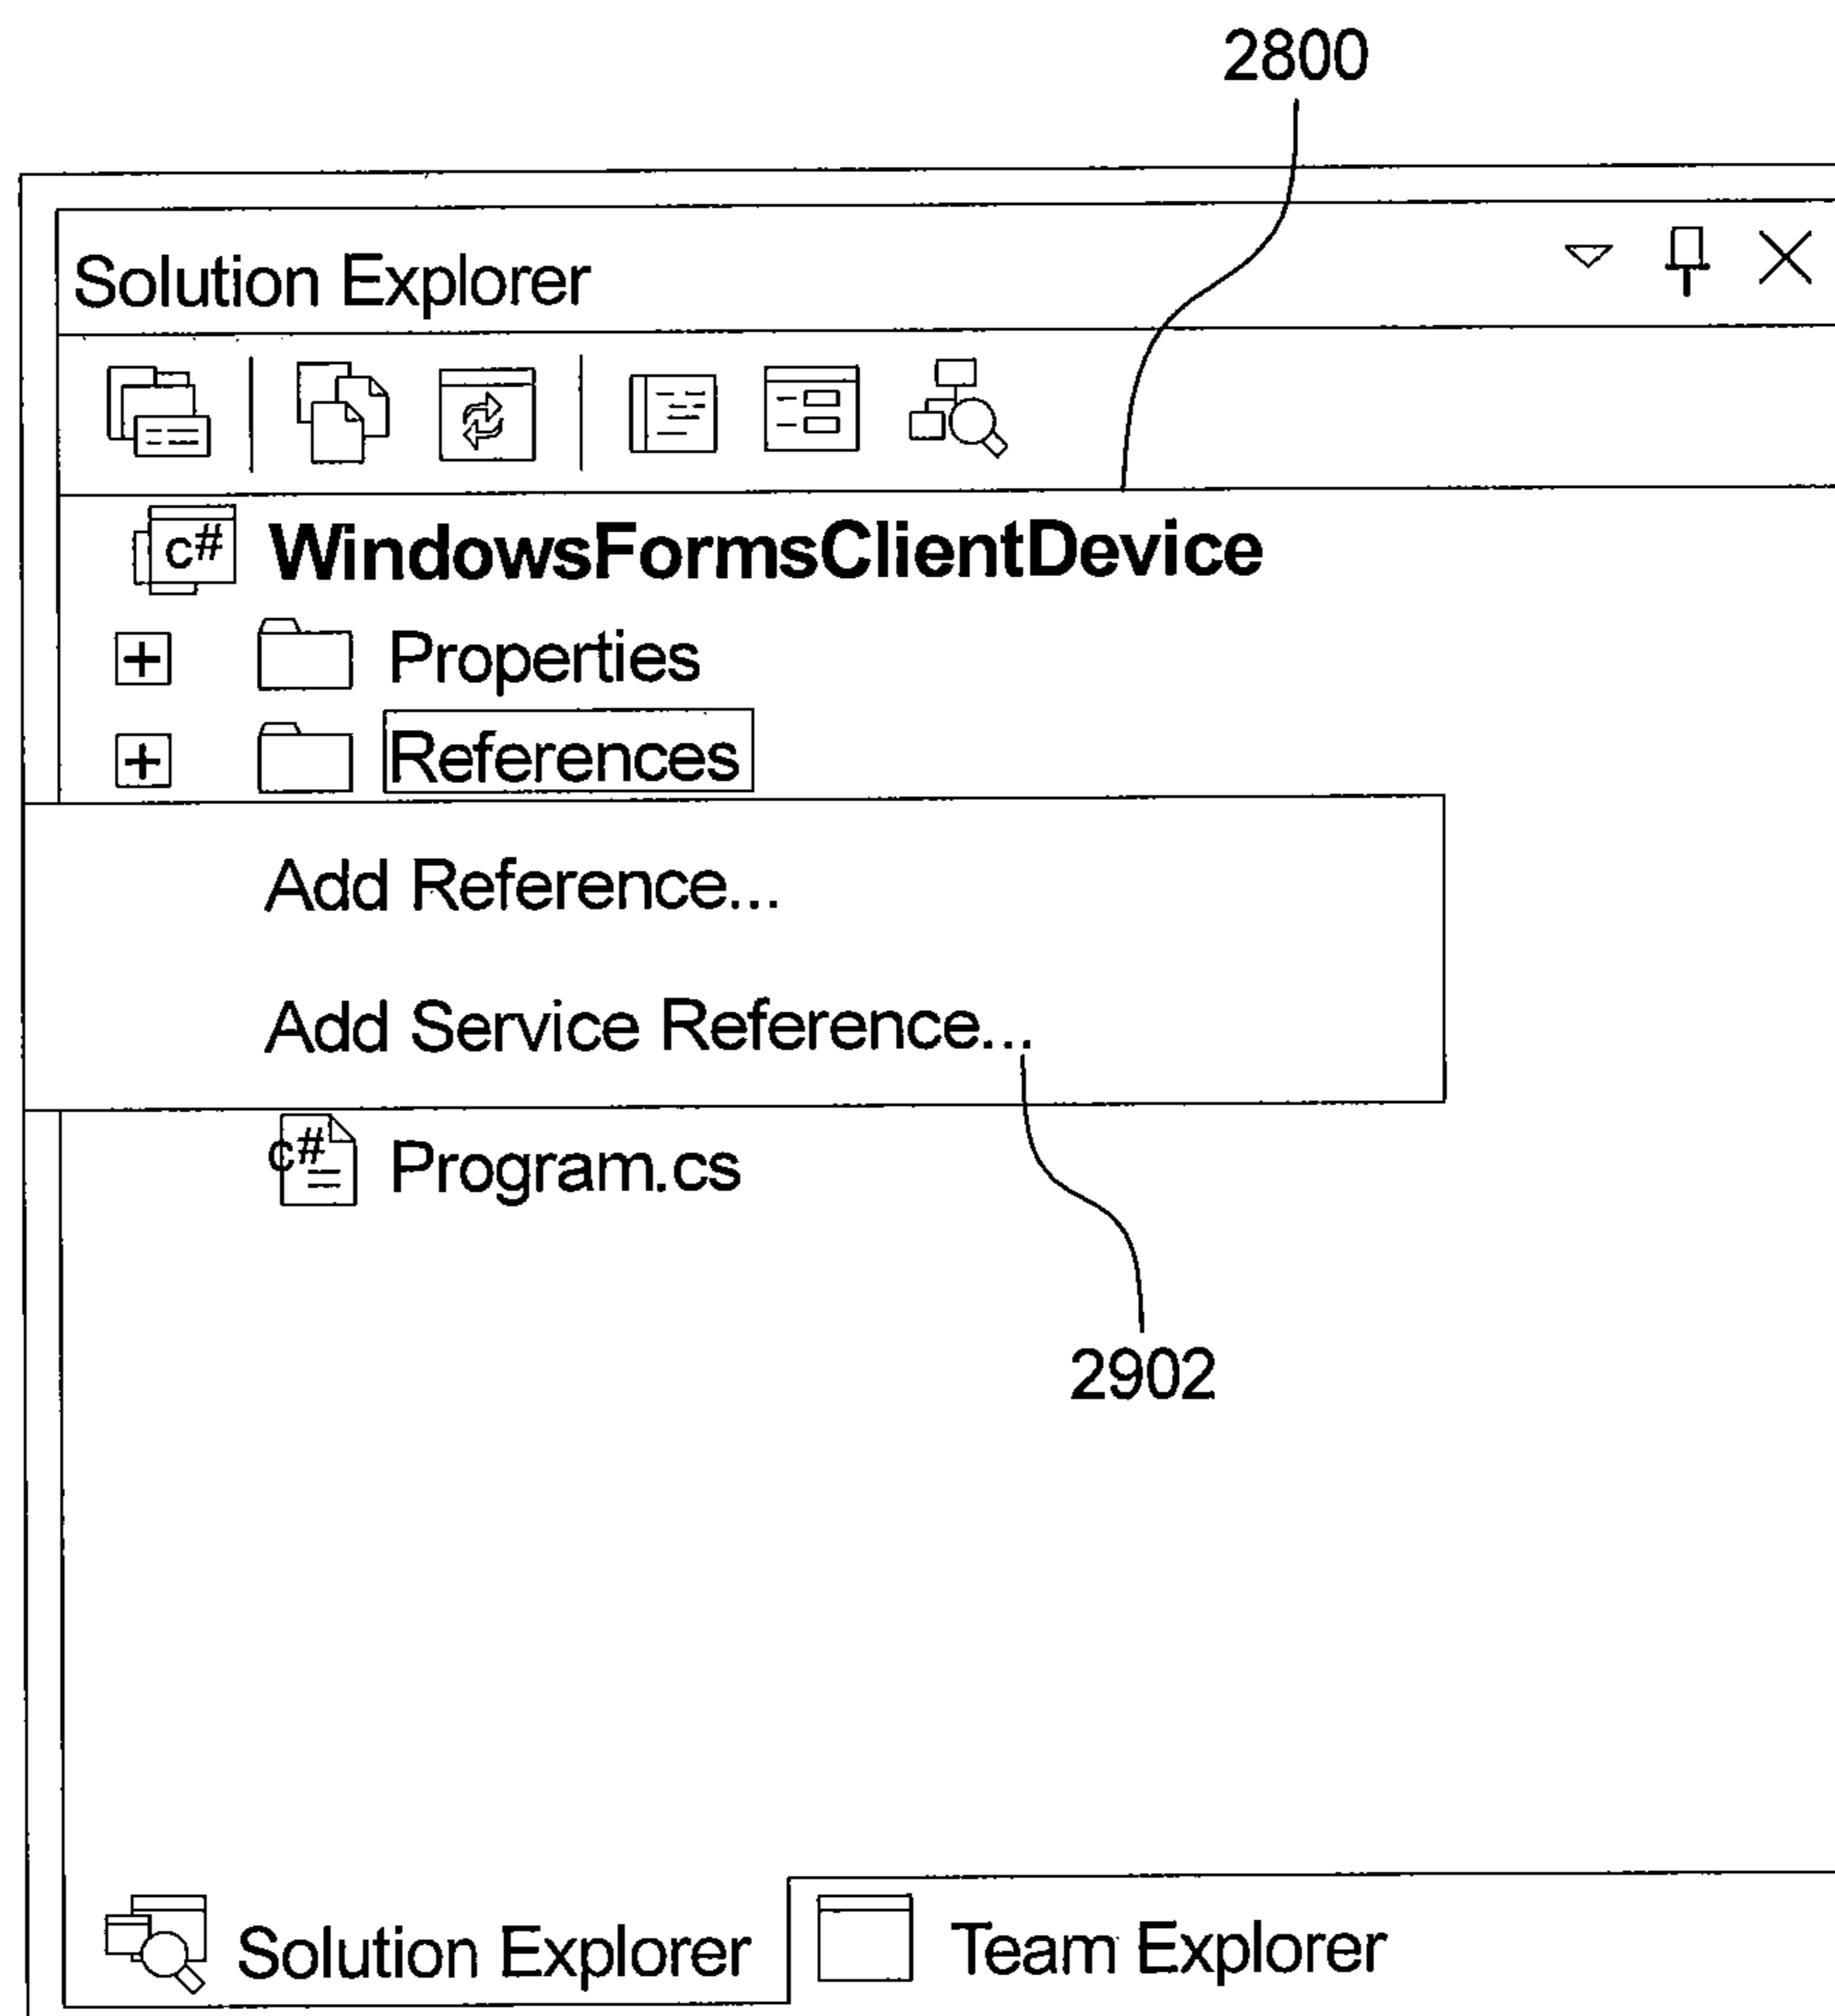 2800
Solution Explorer
c# WindowsFormsClientDevice
+ Properties
+ References
Add Reference...
Add Service Reference...
c# Program.cs
2902
Solution Explorer Team Explorer